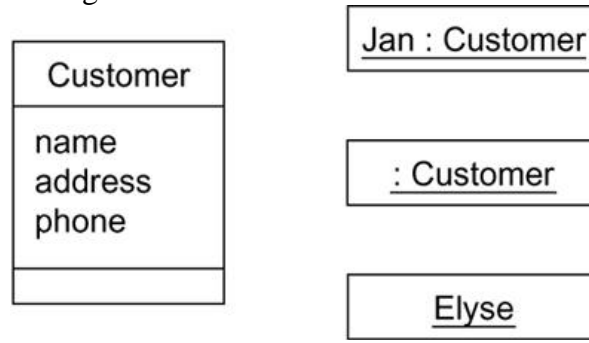 Customer
name
address
phone
Jan : Customer
: Customer
Elyse